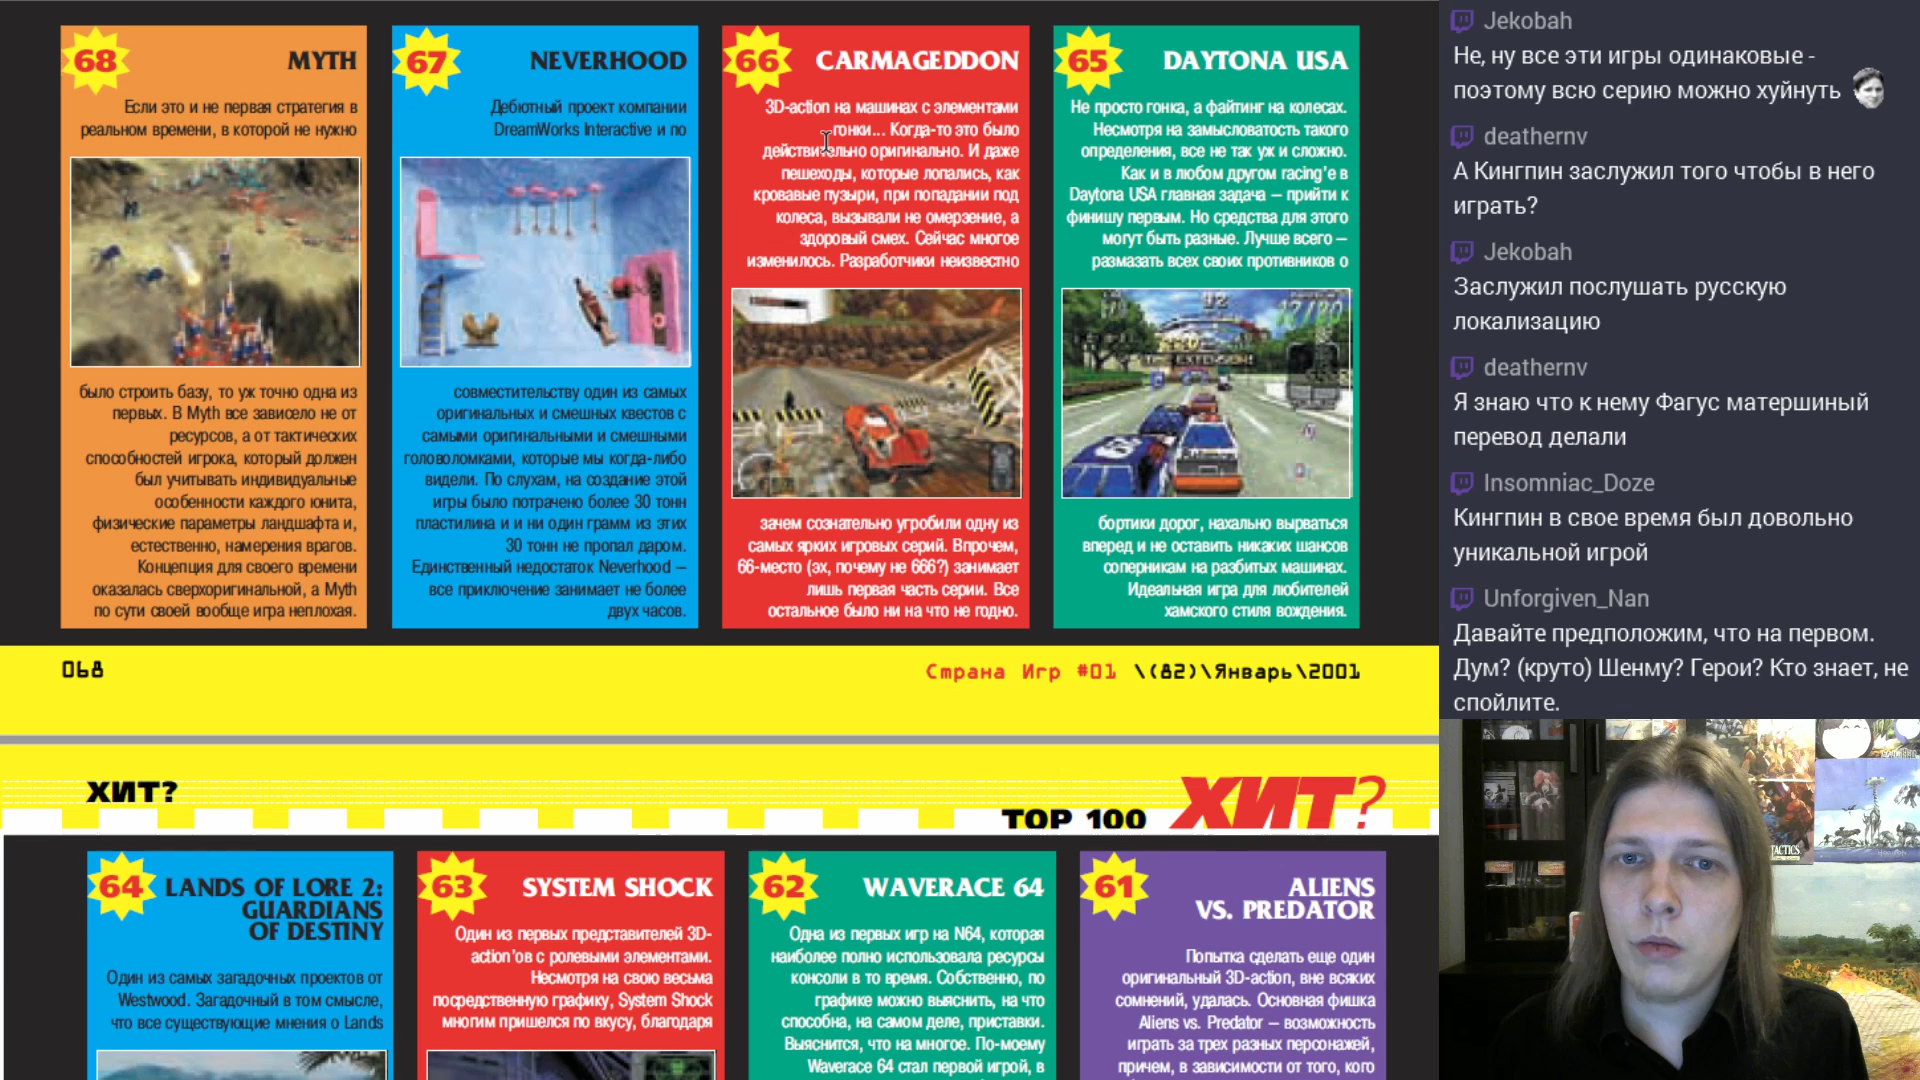 68
MYTH
Если это и не первая стратегия в
реальном времени, в которой не нужно
было строить базу, то уж точно одна из
первых. В Myth все зависело не от
ресурсов, а от тактических
способностей игрока, который должен
был учитывать индивидуальные
особенности каждого юнита,
физические параметры ландшафта и,
естественно, намерения врагов.
Концепция для своего времени
оказалась сверхоригинальной, а Myth
по сути своей вообще игра неплохая.
67
NEVERHOOD
Дебютный проект компании
DreamWorks Interactive и по
совместительству один из самых
оригинальных и смешных квестов с
самыми оригинальными и смешными
головоломками, которые мы когда-либо
видели. По слухам, на создание этой
игры было потрачено более 30 тонн
пластилина и и ни один грамм из этих
30 тонн не пропал даром.
Единственный недостаток Neverhood –
все приключение занимает не более
двух часов.
66
CARMAGEDDON
3D-action на машинах с элементами
гонки... Когда-то это было
действительно оригинально. И даже
пешеходы, которые лопались, как
кровавые пузыри, при попадании под
колеса, вызывали не омерзение, а
здоровый смех. Сейчас многое
изменилось. Разработчики неизвестно
зачем сознательно угробили одну из
самых ярких игровых серий. Впрочем,
66-место (эх, почему не 666?) занимает
лишь первая часть серии. Все
остальное было ни на что не годно.
65
DAYTONA USA
Не просто гонка, а файтинг на колесах.
Несмотря на замысловатость такого
определения, все не так уж и сложно.
Как и в любом другом racing'е в
Daytona USA главная задача – прийти к
финишу первым. Но средства для этого
могут быть разные. Лучше всего –
размазать всех своих противников о
бортики дорог, нахально вырваться
вперед и не оставить никаких шансов
соперникам на разбитых машинах.
Идеальная игра для любителей
хамского стиля вождения.
068
Страна Игр #01 \(82)\Январь\2001
ХИТ?
TOP 100 ХИТ?
64
LANDS OF LORE 2:
GUARDIANS
OF DESTINY
Один из самых загадочных проектов от
Westwood. Загадочный в том смысле,
что все существующие мнения о Lands
63
SYSTEM SHOCK
Один из первых представителей 3D-
action'ов с ролевыми элементами.
Несмотря на свою весьма
посредственную графику, System Shock
многим пришелся по вкусу, благодаря
62
WAVERACE 64
Одна из первых игр на N64, которая
наиболее полно использовала ресурсы
консоли в то время. Собственно, по
графике можно выяснить, на что
способна, на самом деле, приставки.
Выяснится, что на многое. По-моему
Waverace 64 стал первой игрой, в
61
ALIENS
VS. PREDATOR
Попытка сделать еще один
оригинальный 3D-action, вне всяких
сомнений, удалась. Основная фишка
Aliens vs. Predator – возможность
играть за трех разных персонажей,
причем, в зависимости от того, кого
Jekobah
Не, ну все эти игры одинаковые -
поэтому всю серию можно хуйнуть
deathernv
А Кингпин заслужил того чтобы в него
играть?
Jekobah
Заслужил послушать русскую
локализацию
deathernv
Я знаю что к нему Фагус матершиный
перевод делали
Insomniac_Doze
Кингпин в свое время был довольно
уникальной игрой
Unforgiven_Nan
Давайте предположим, что на первом.
Дум? (круто) Шенму? Герои? Кто знает, не
спойлите.
TACTICS